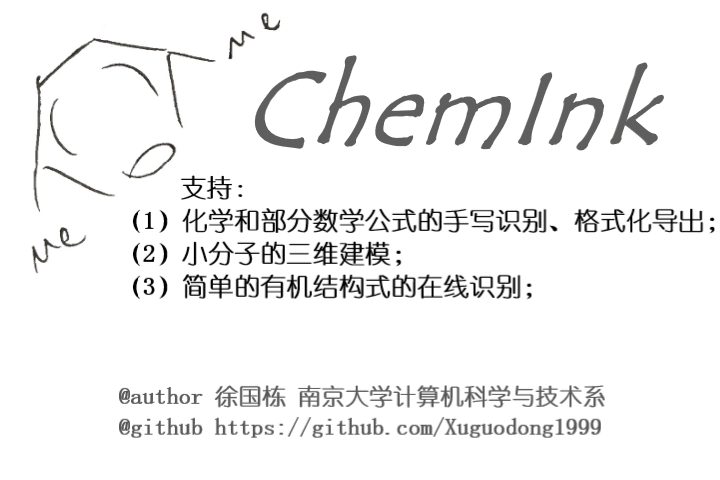 Me
ChemInk
支持:
(1) 化学和部分数学公式的手写识别、格式化导出;
(2) 小分子的三维建模;
(3) 简单的有机结构式的在线识别;
Me
@author 徐国栋 南京大学计算机科学与技术系
@github https://github.com/Xuguodong1999